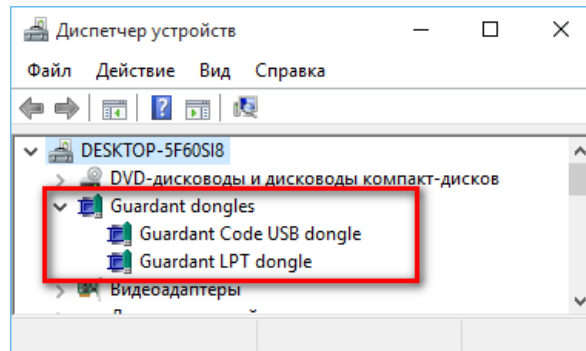 Диспетчер устройств
Файл Действие Вид Справка
DESKTOP-5F60SI8
DVD-дисководы и дисководы компакт-дисков
Guardant dongles
Guardant Code USB dongle
Guardant LPT dongle
Видеоадаптеры